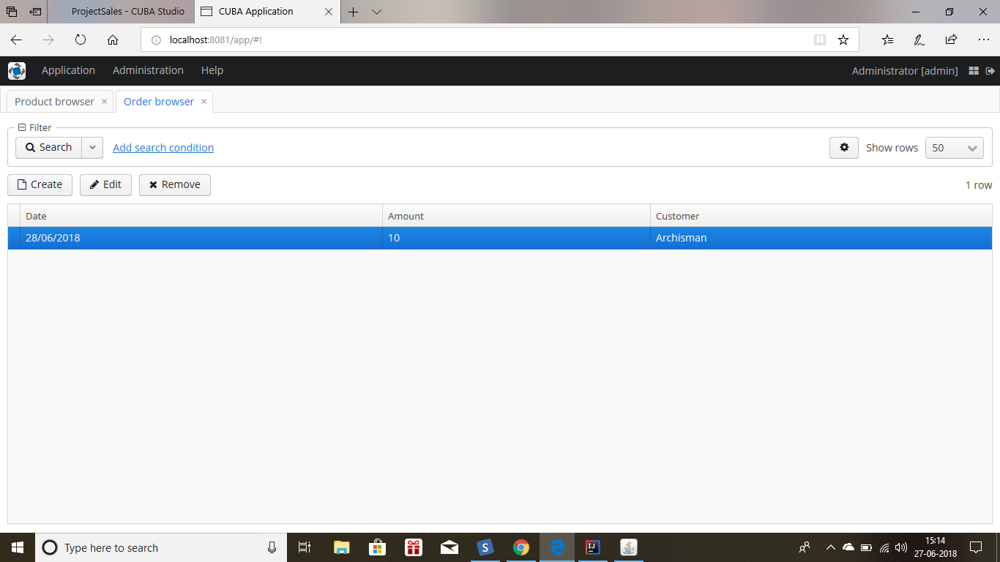 ProjectSales - CUBA Studio
CUBA Application
localhost:8081/app/#!
Application Administration Help
Administrator [admin]
Product browser
Order browser
Filter
Search
Add search condition
Show rows 50
Create Edit Remove
1 row
Date Amount Customer
28/06/2018 10 Archisman
Type here to search
S
IJ
15:14
27-06-2018